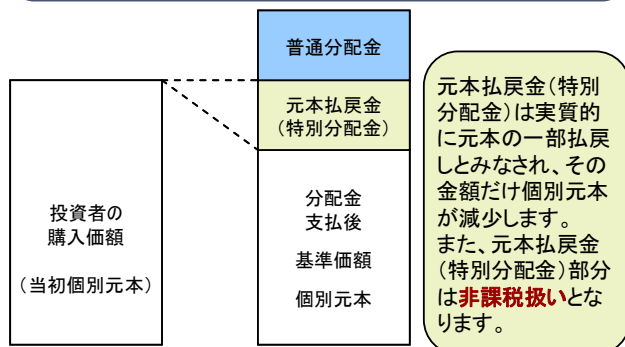 普通分配金
元本払戻金
(特別分配金)
投資者の
購入価額
(当初個別元本)
分配金
支払後
基準価額
個別元本
元本払戻金(特別
分配金)は実質的
に元本の一部払戻
しとみなされ、その
金額だけ個別元本
が減少します。
また、元本払戻金
(特別分配金)部分
は非課税扱いとな
ります。